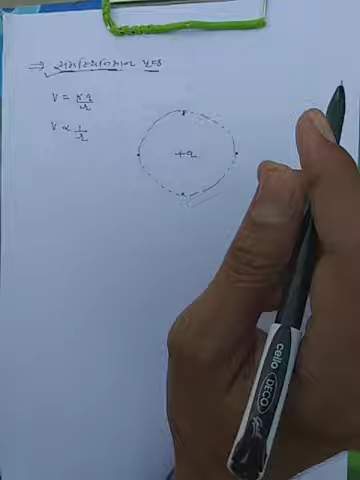 ⇒ સમસ્થિતિમાન પૃષ્ઠ
V = kq/r
V ∝ 1/r
+q
cello
DECO